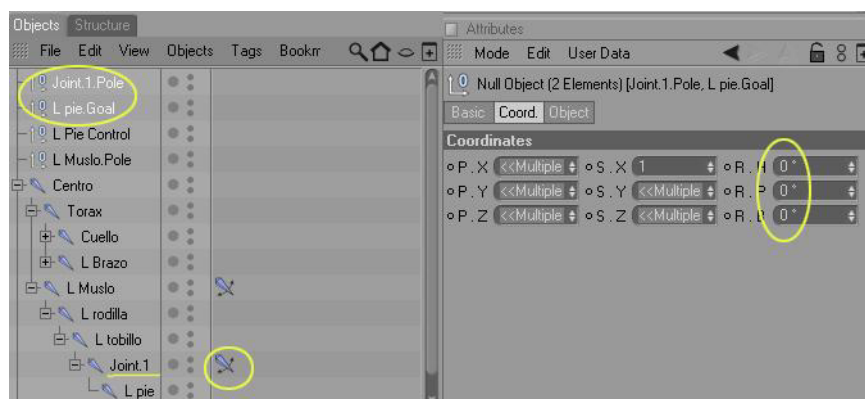 Objects Structure
File Edit View Objects Tags Bookm
Joint.1.Pole
L pie.Goal
L Pie Control
L Muslo.Pole
Centro
Torax
Cuello
L Brazo
L Muslo
L rodilla
L tobillo
Joint.1
L pie
Attributes
Mode Edit User Data
Null Object (2 Elements) [Joint.1.Pole, L pie.Goal]
Basic Coord. Object
Coordinates
P . X <<Multiple S . X 1 R . H 0 °
P . Y <<Multiple S . Y <<Multiple R . P 0 °
P . Z <<Multiple S . Z <<Multiple R . B 0 °